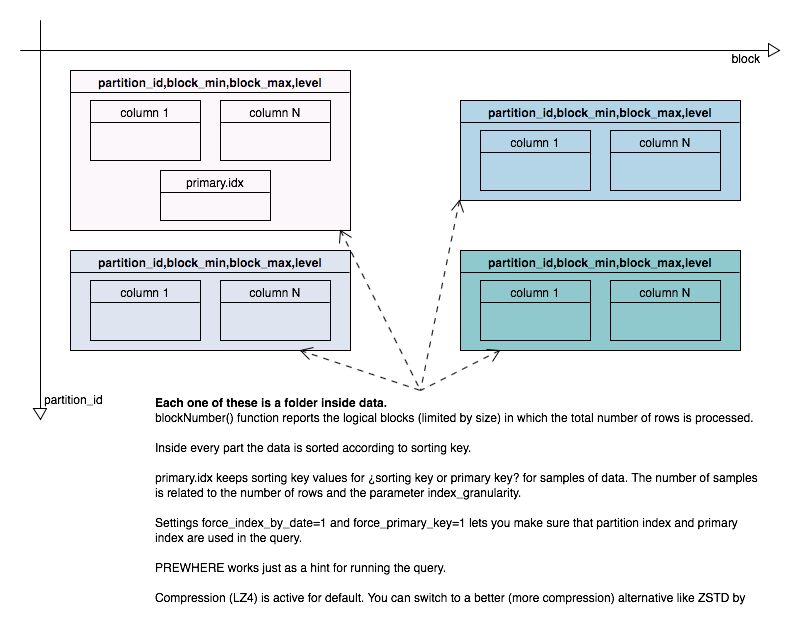 block
partition_id,block_min,block_max,level
column 1
column N
primary.idx
partition_id,block_min,block_max,level
column 1
column N
partition_id,block_min,block_max,level
column 1
column N
partition_id,block_min,block_max,level
column 1
column N
partition_id
Each one of these is a folder inside data.
blockNumber() function reports the logical blocks (limited by size) in which the total number of rows is processed.
Inside every part the data is sorted according to sorting key.
primary.idx keeps sorting key values for ¿sorting key or primary key? for samples of data. The number of samples
is related to the number of rows and the parameter index_granularity.
Settings force_index_by_date=1 and force_primary_key=1 lets you make sure that partition index and primary
index are used in the query.
PREWHERE works just as a hint for running the query.
Compression (LZ4) is active for default. You can switch to a better (more compression) alternative like ZSTD by